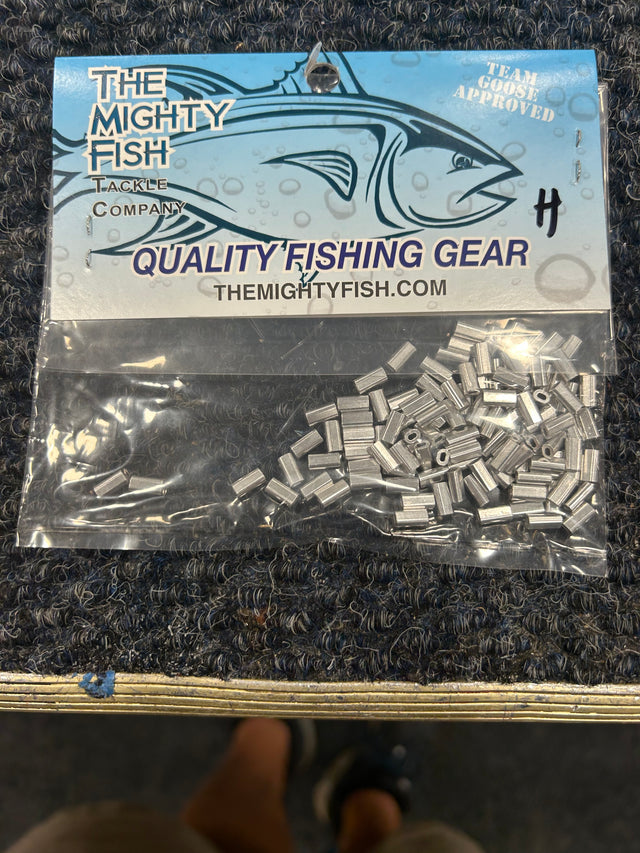 THE
MIGHTY
FISH
TACKLE
COMPANY
TEAM
GOOSE
APPROVED
H
QUALITY FISHING GEAR
THEMIGHTYFISH.COM